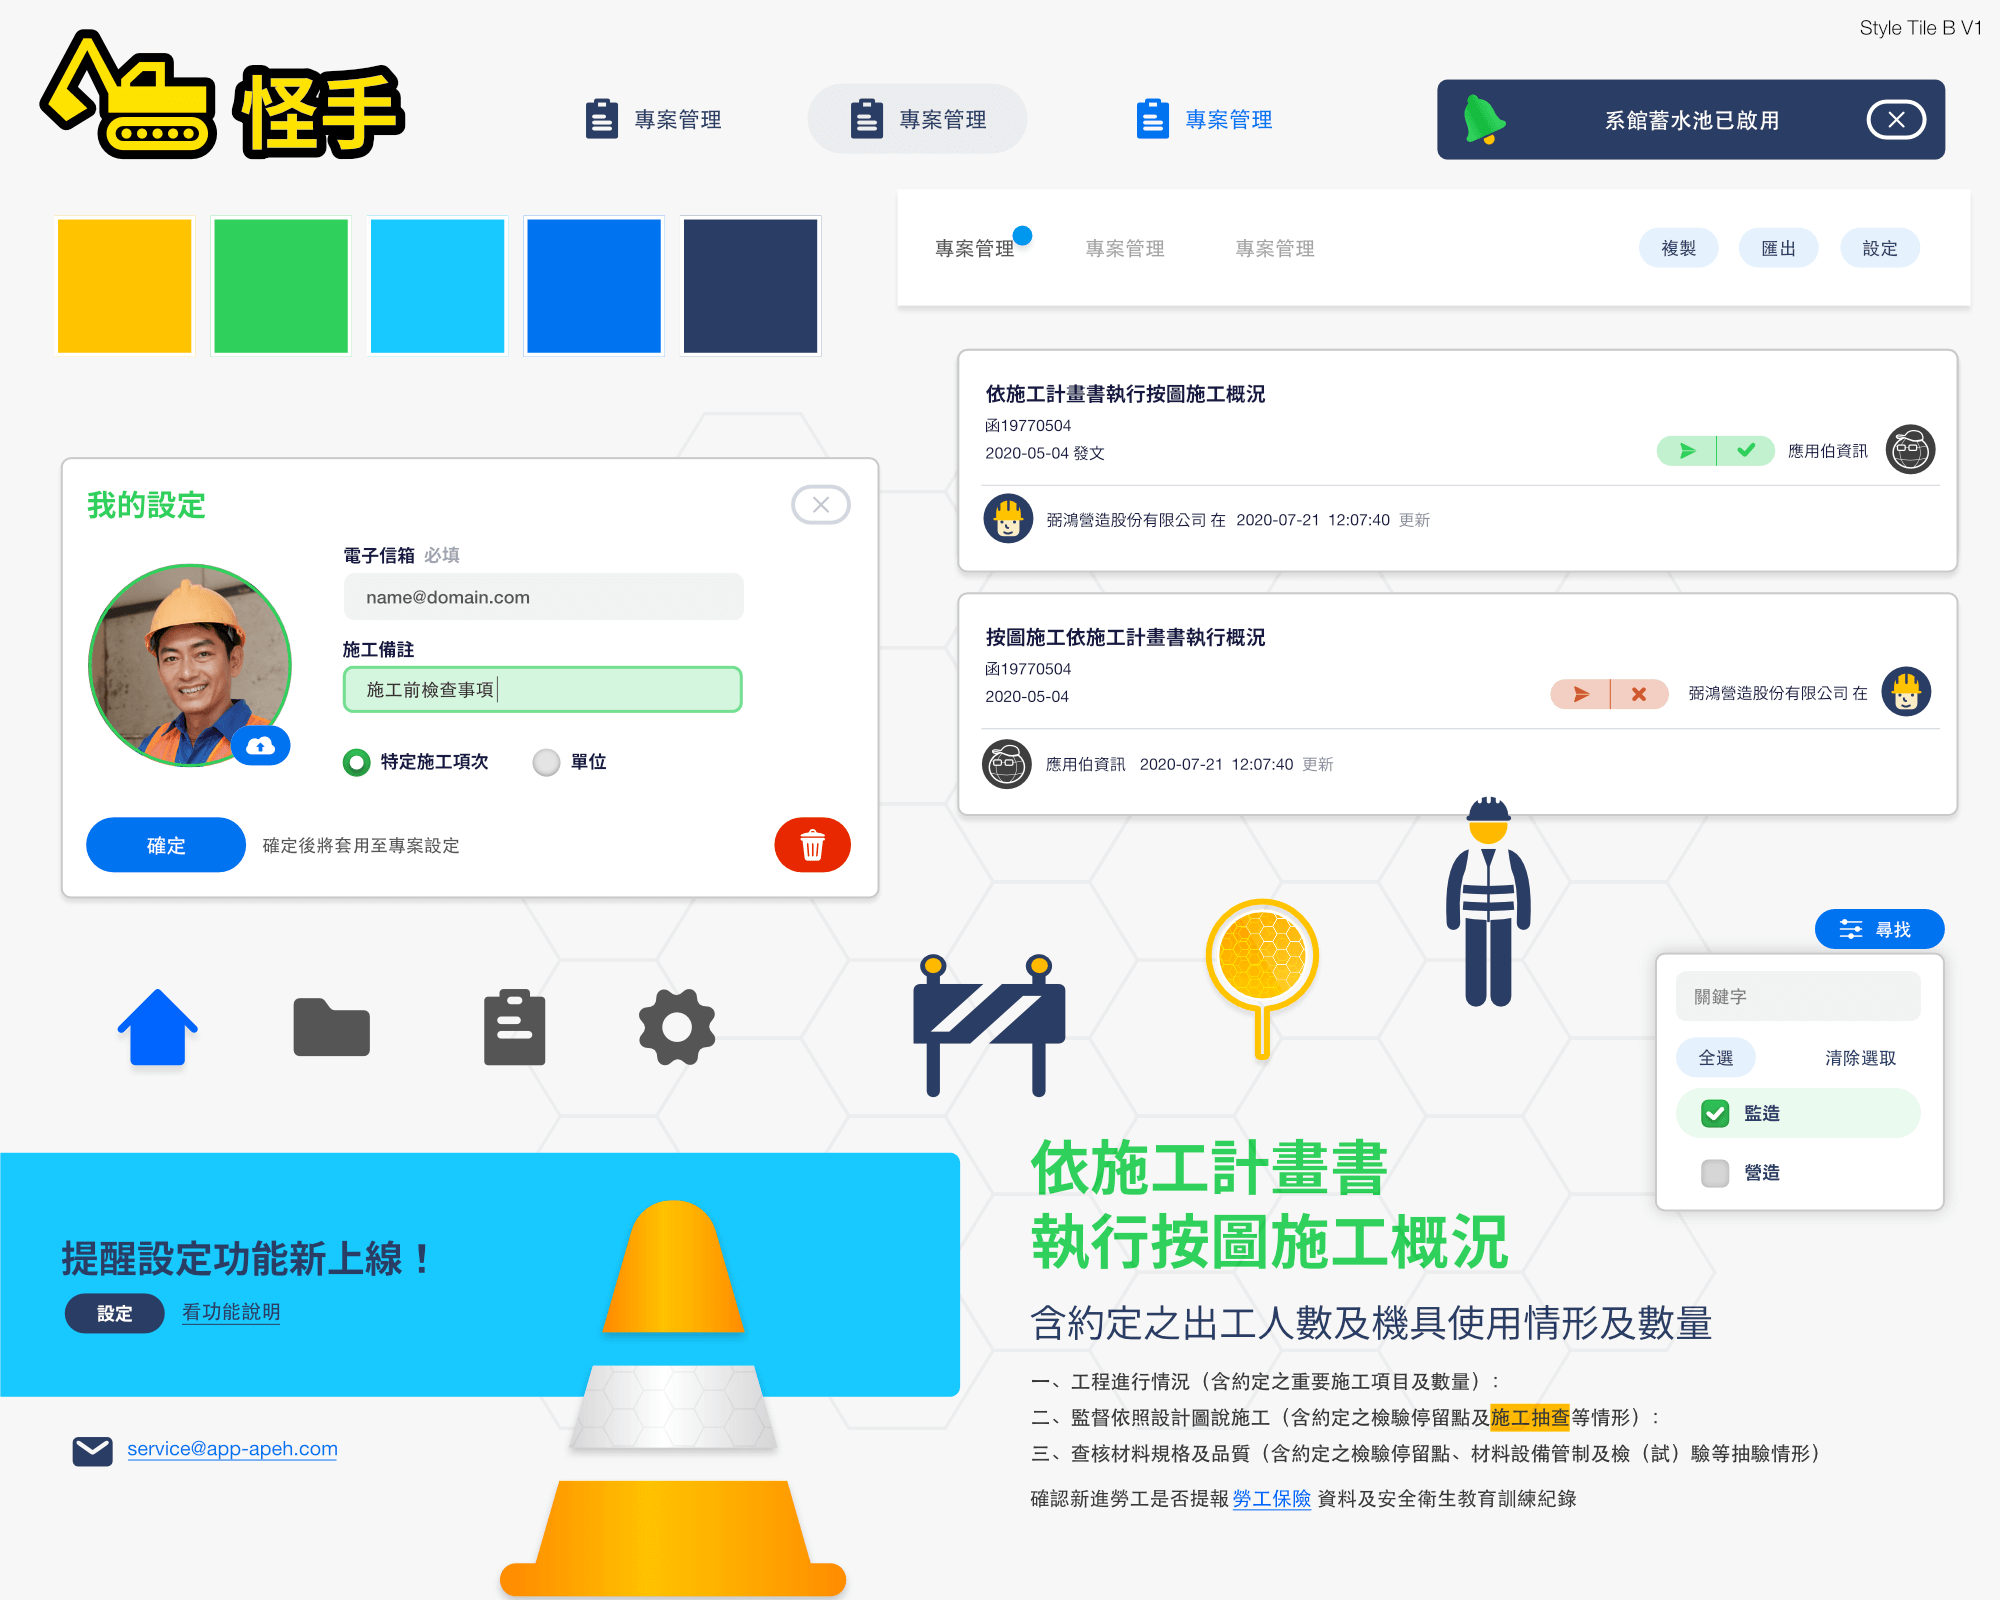 Style Tile B V1
怪手
專案管理
專案管理
專案管理
系館蓄水池已啟用
專案管理
專案管理
專案管理
複製
匯出
設定
依施工計畫書執行按圖施工概況
函19770504
2020-05-04 發文
應用伯資訊
弼鴻營造股份有限公司 在 2020-07-21 12:07:40 更新
按圖施工依施工計畫書執行概況
函19770504
2020-05-04
弼鴻營造股份有限公司 在
應用伯資訊 2020-07-21 12:07:40 更新
我的設定
電子信箱 必填
name@domain.com
施工備註
施工前檢查事項
特定施工項次
單位
確定
確定後將套用至專案設定
尋找
關鍵字
全選
清除選取
監造
營造
提醒設定功能新上線！
設定
看功能說明
service@app-apeh.com
依施工計畫書
執行按圖施工概況
含約定之出工人數及機具使用情形及數量
一、工程進行情況（含約定之重要施工項目及數量）：
二、監督依照設計圖說施工（含約定之檢驗停留點及施工抽查等情形）：
三、查核材料規格及品質（含約定之檢驗停留點、材料設備管制及檢（試）驗等抽驗情形）
確認新進勞工是否提報 勞工保險 資料及安全衛生教育訓練紀錄